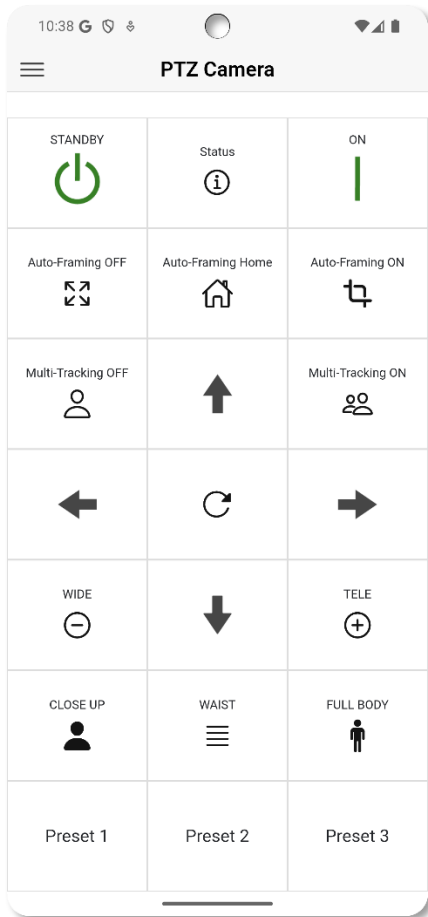 10:38 G
PTZ Camera
STANDBY
Status
ON
Auto-Framing OFF
Auto-Framing Home
Auto-Framing ON
Multi-Tracking OFF
Multi-Tracking ON
WIDE
TELE
CLOSE UP
WAIST
FULL BODY
Preset 1
Preset 2
Preset 3